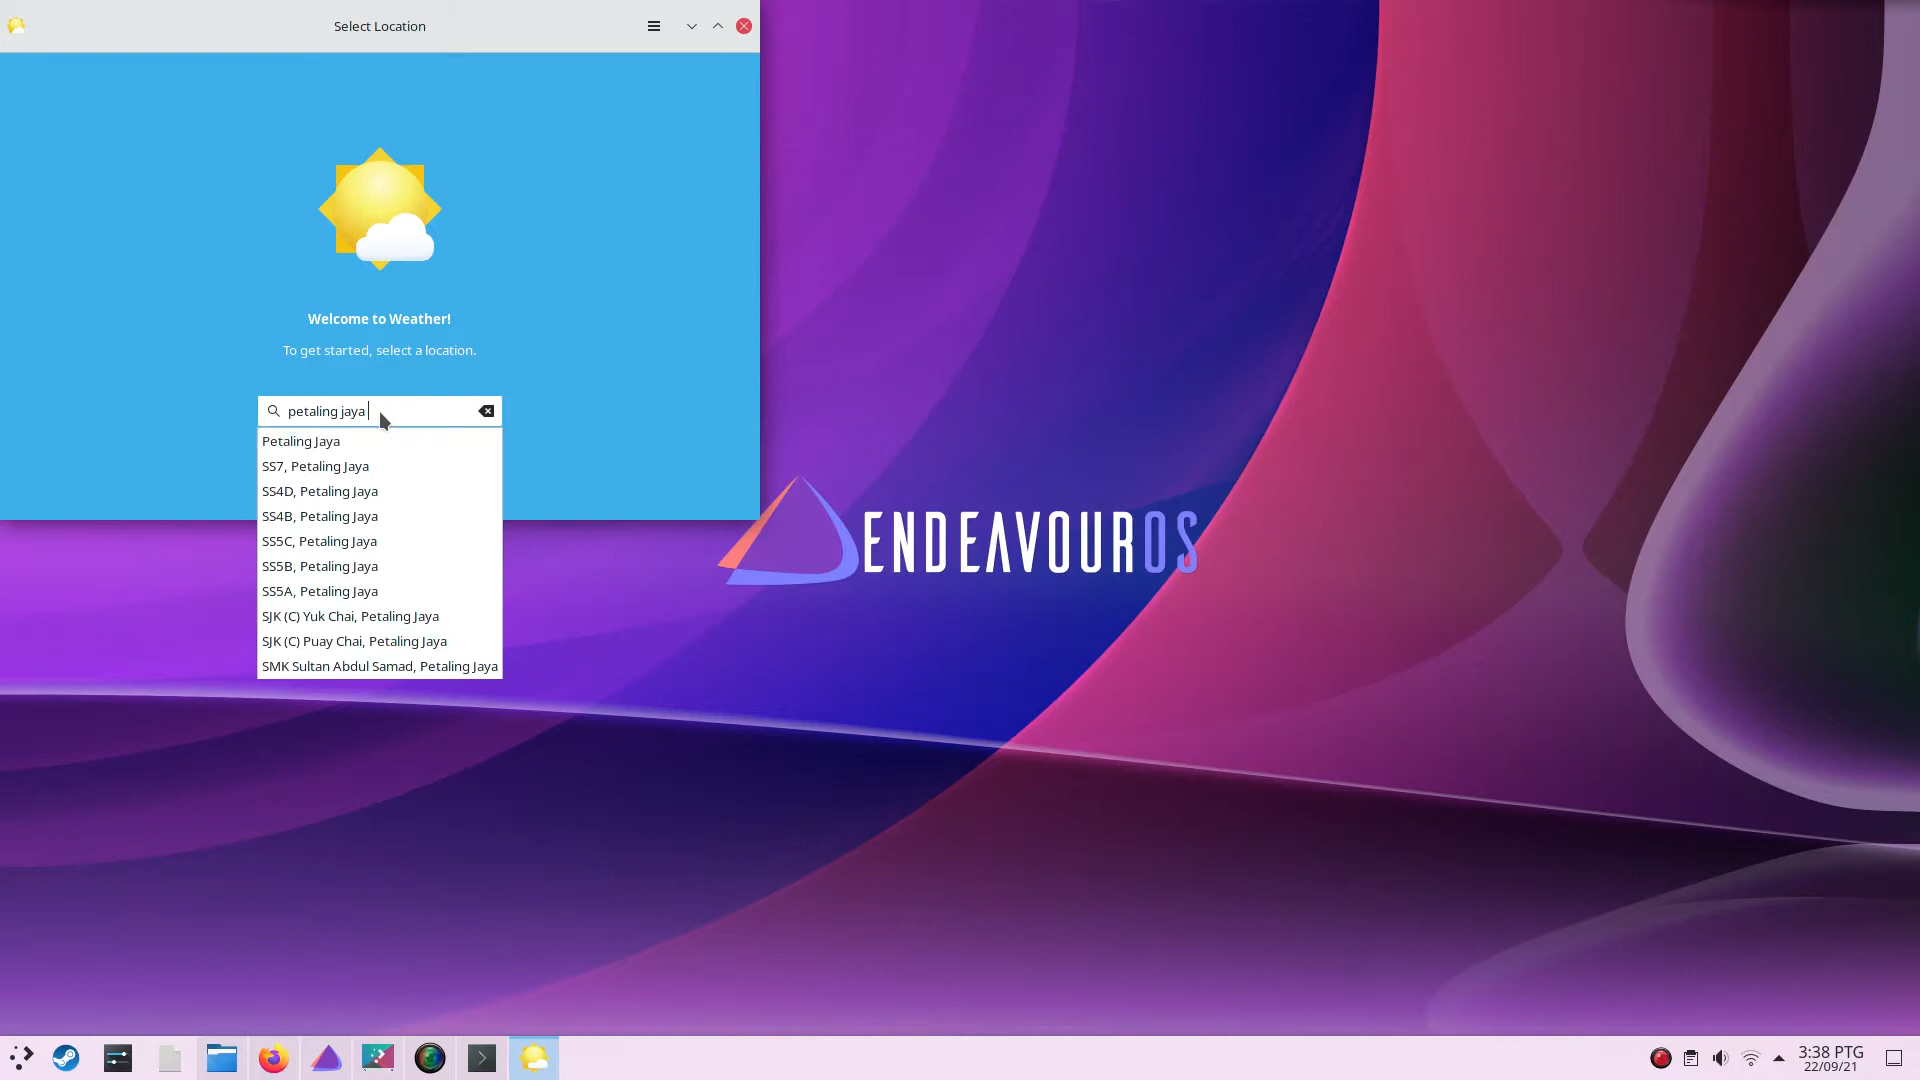 Select Location
Welcome to Weather!
To get started, select a location.
petaling jaya
Petaling Jaya
SS7, Petaling Jaya
SS4D, Petaling Jaya
SS4B, Petaling Jaya
SS5C, Petaling Jaya
SS5B, Petaling Jaya
SS5A, Petaling Jaya
SJK (C) Yuk Chai, Petaling Jaya
SJK (C) Puay Chai, Petaling Jaya
SMK Sultan Abdul Samad, Petaling Jaya
ENDEAVOUROS
3:38 PTG
22/09/21